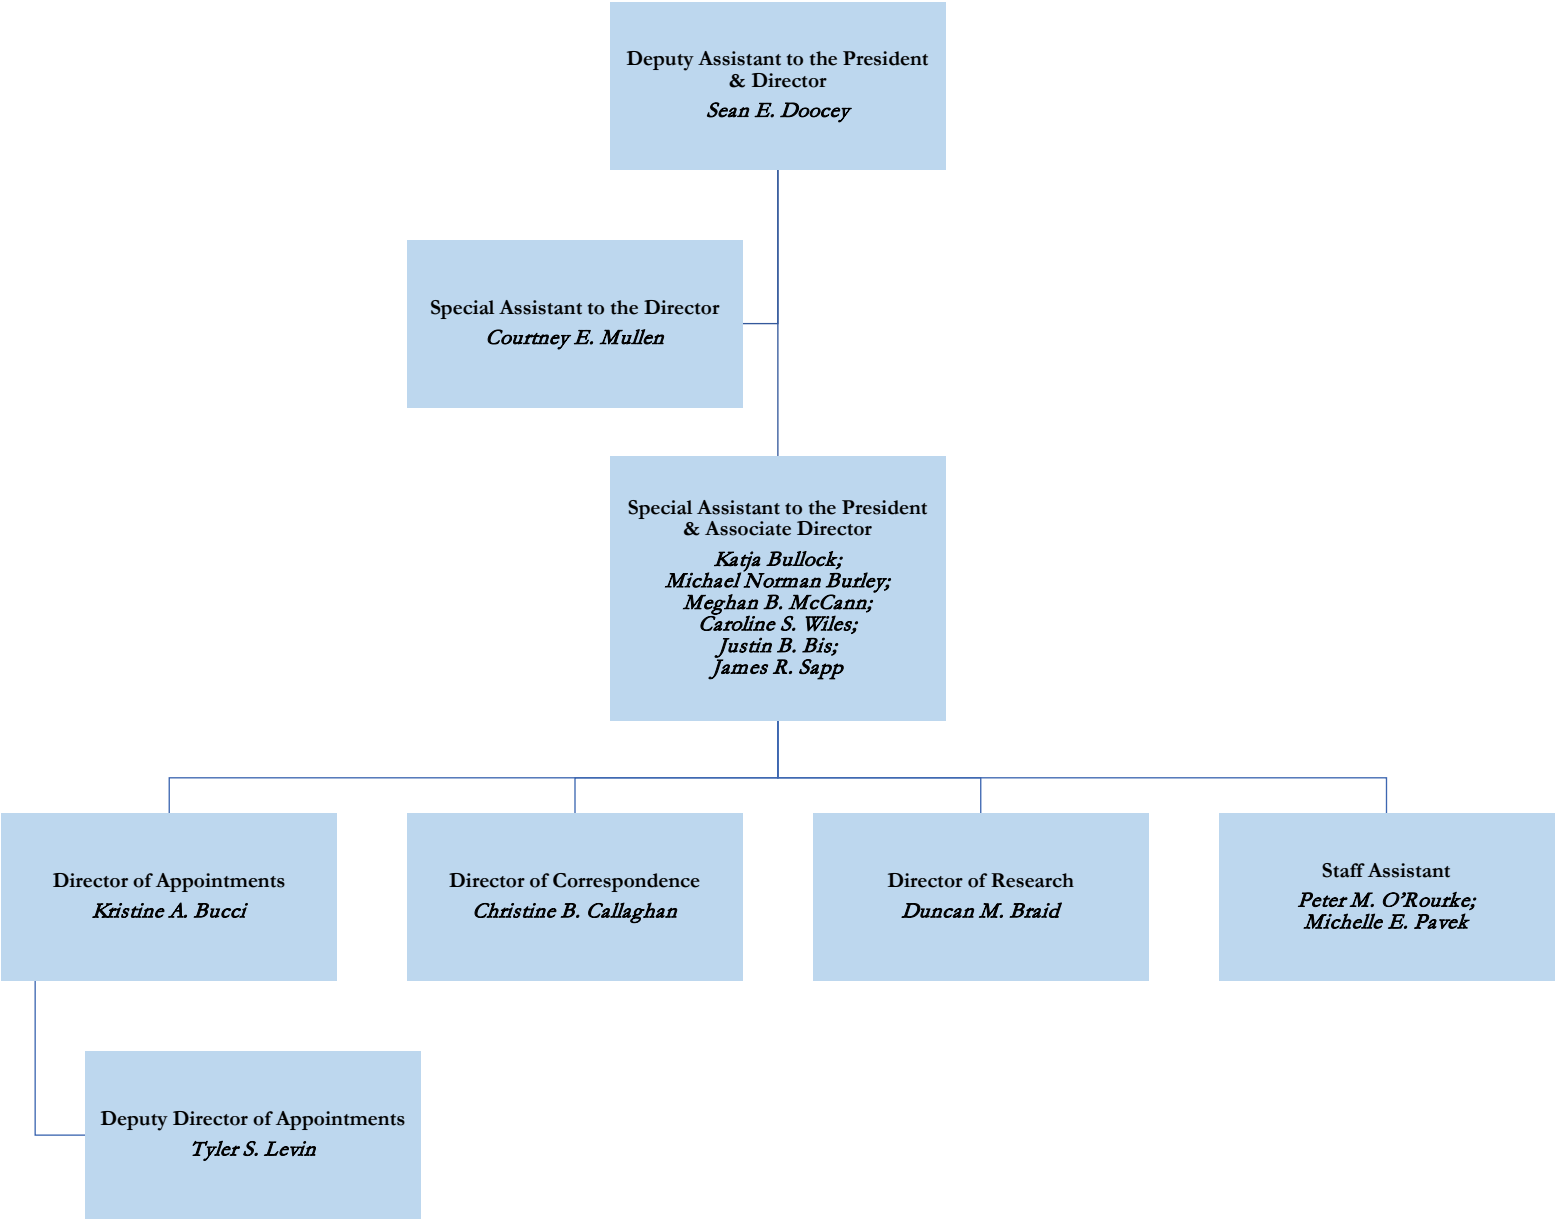 Deputy Assistant to the President
& Director
Sean E. Doocey
Special Assistant to the Director
Courtney E. Mullen
Special Assistant to the President
& Associate Director
Katja Bullock;
Michael Norman Burley;
Meghan B. McCann;
Caroline S. Wiles;
Justin B. Bis;
James R. Sapp
Director of Appointments
Kristine A. Bucci
Director of Correspondence
Christine B. Callaghan
Director of Research
Duncan M. Braid
Staff Assistant
Peter M. O’Rourke;
Michelle E. Pavek
Deputy Director of Appointments
Tyler S. Levin